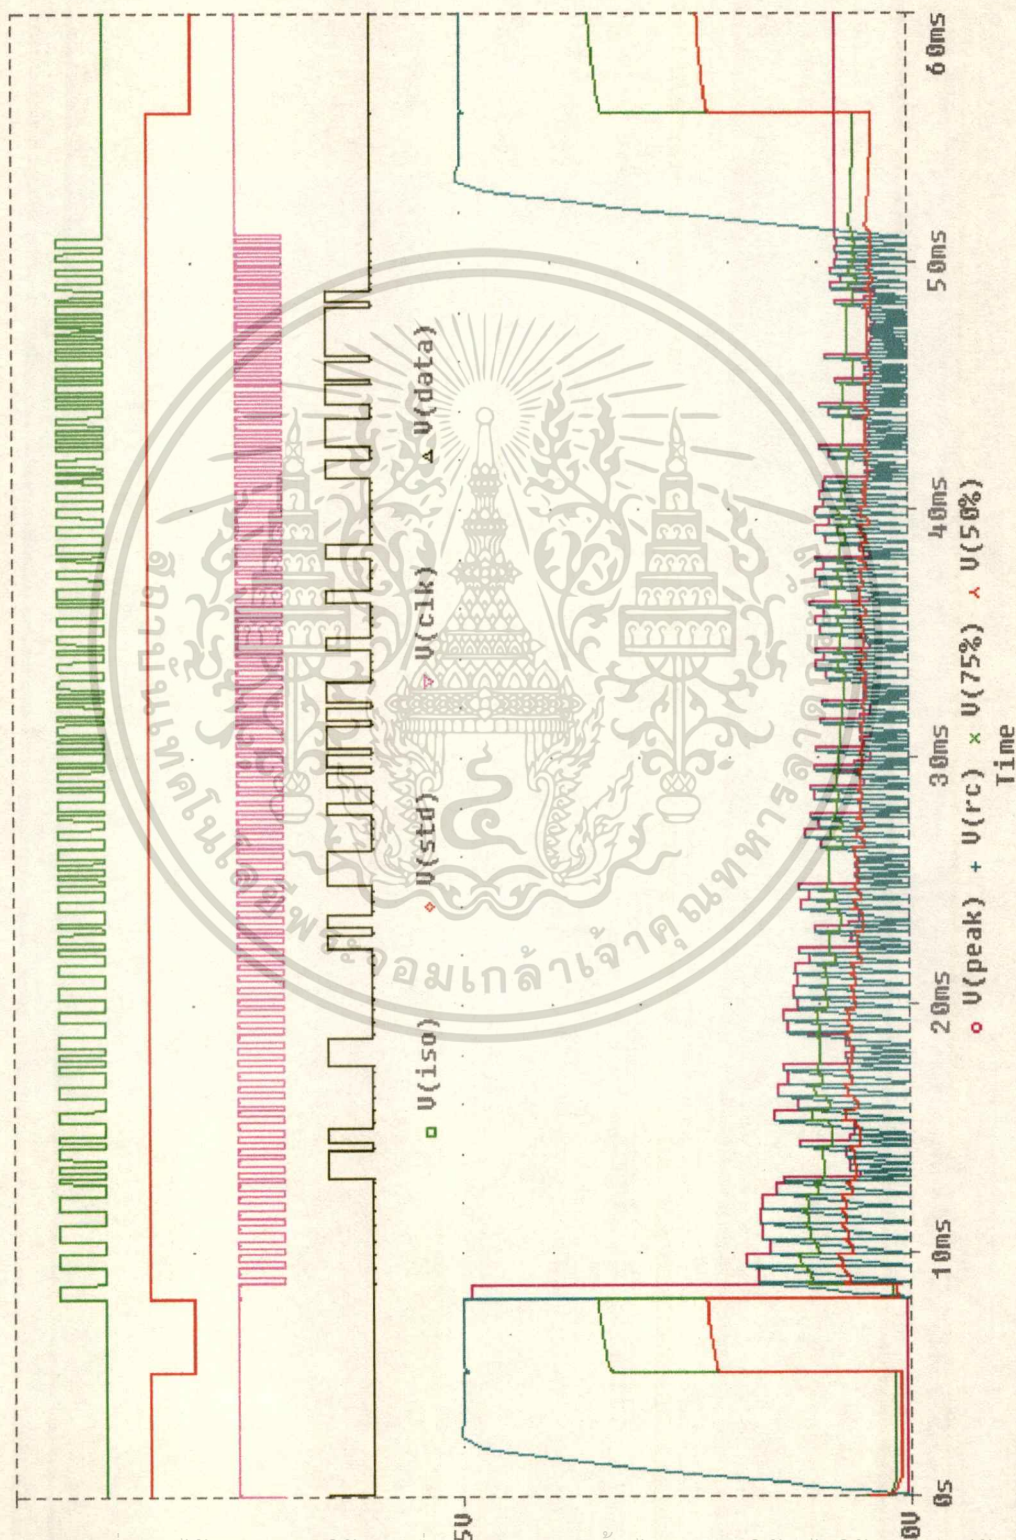 □ V(iso) ◇ V(std) ▽ V(clk) △ V(data)
5V
0V
0s 10ms 20ms 30ms 40ms 50ms 60ms
○ V(peak) + V(rc) × V(75%) ⅄ V(50%)
Time
สถาบันเทคโนโลยีพระจอมเกล้าเจ้าคุณทหารลาดกระบัง